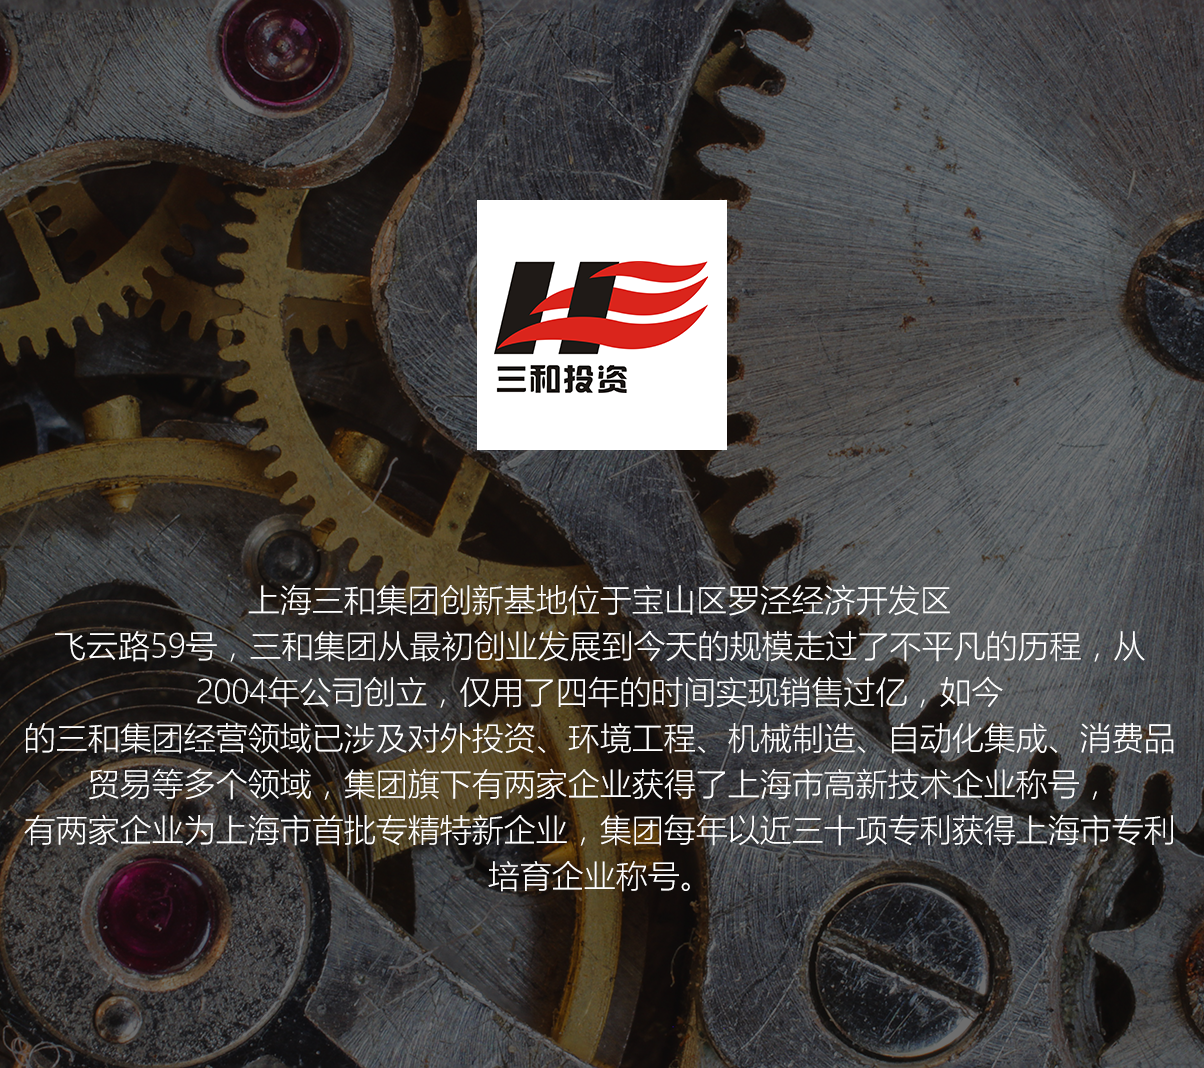 三和投资
上海三和集团创新基地位于宝山区罗泾经济开发区
飞云路59号，三和集团从最初创业发展到今天的规模走过了不平凡的历程，从
2004年公司创立，仅用了四年的时间实现销售过亿，如今
的三和集团经营领域已涉及对外投资、环境工程、机械制造、自动化集成、消费品
贸易等多个领域，集团旗下有两家企业获得了上海市高新技术企业称号，
有两家企业为上海市首批专精特新企业，集团每年以近三十项专利获得上海市专利
培育企业称号。